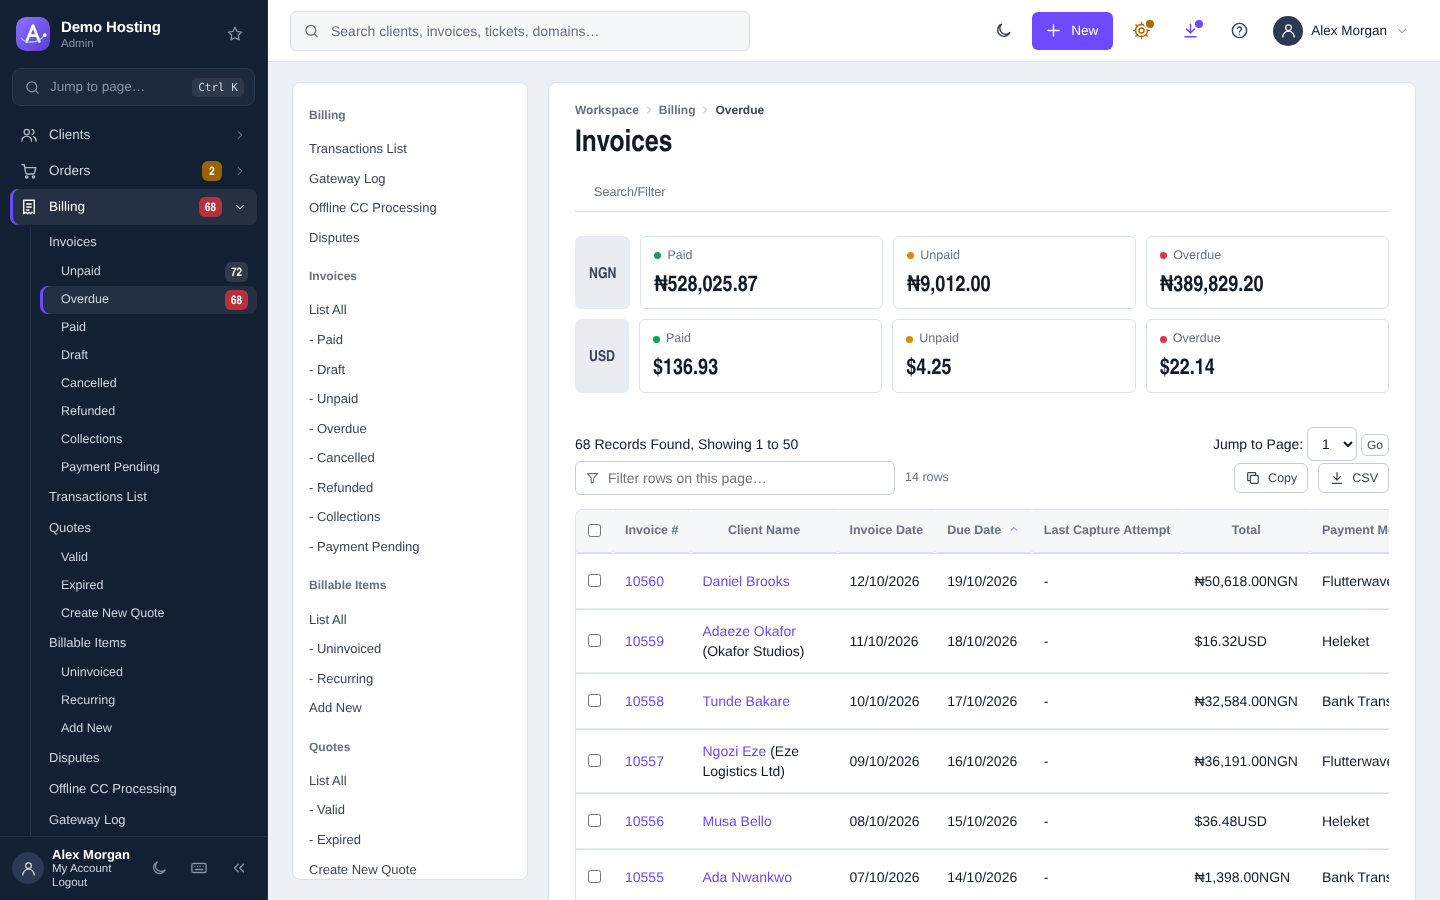 Demo Hosting
Admin
Jump to page…
Ctrl K
Clients
Orders
2
Billing
68
Invoices
Unpaid
72
Overdue
68
Paid
Draft
Cancelled
Refunded
Collections
Payment Pending
Transactions List
Quotes
Valid
Expired
Create New Quote
Billable Items
Uninvoiced
Recurring
Add New
Disputes
Offline CC Processing
Gateway Log
Alex Morgan
My Account
Logout
Search clients, invoices, tickets, domains…
New
Alex Morgan
Billing
Transactions List
Gateway Log
Offline CC Processing
Disputes
Invoices
List All
- Paid
- Draft
- Unpaid
- Overdue
- Cancelled
- Refunded
- Collections
- Payment Pending
Billable Items
List All
- Uninvoiced
- Recurring
Add New
Quotes
List All
- Valid
- Expired
Create New Quote
Workspace > Billing > Overdue
Invoices
Search/Filter
NGN
Paid
₦528,025.87
Unpaid
₦9,012.00
Overdue
₦389,829.20
USD
Paid
$136.93
Unpaid
$4.25
Overdue
$22.14
68 Records Found, Showing 1 to 50
Jump to Page: 1 Go
Filter rows on this page…
14 rows
Copy
CSV
Invoice # Client Name Invoice Date Due Date Last Capture Attempt Total Payment M
10560 Daniel Brooks 12/10/2026 19/10/2026 - ₦50,618.00NGN Flutterwave
10559 Adaeze Okafor (Okafor Studios) 11/10/2026 18/10/2026 - $16.32USD Heleket
10558 Tunde Bakare 10/10/2026 17/10/2026 - ₦32,584.00NGN Bank Trans
10557 Ngozi Eze (Eze Logistics Ltd) 09/10/2026 16/10/2026 - ₦36,191.00NGN Flutterwave
10556 Musa Bello 08/10/2026 15/10/2026 - $36.48USD Heleket
10555 Ada Nwankwo 07/10/2026 14/10/2026 - ₦1,398.00NGN Bank Trans